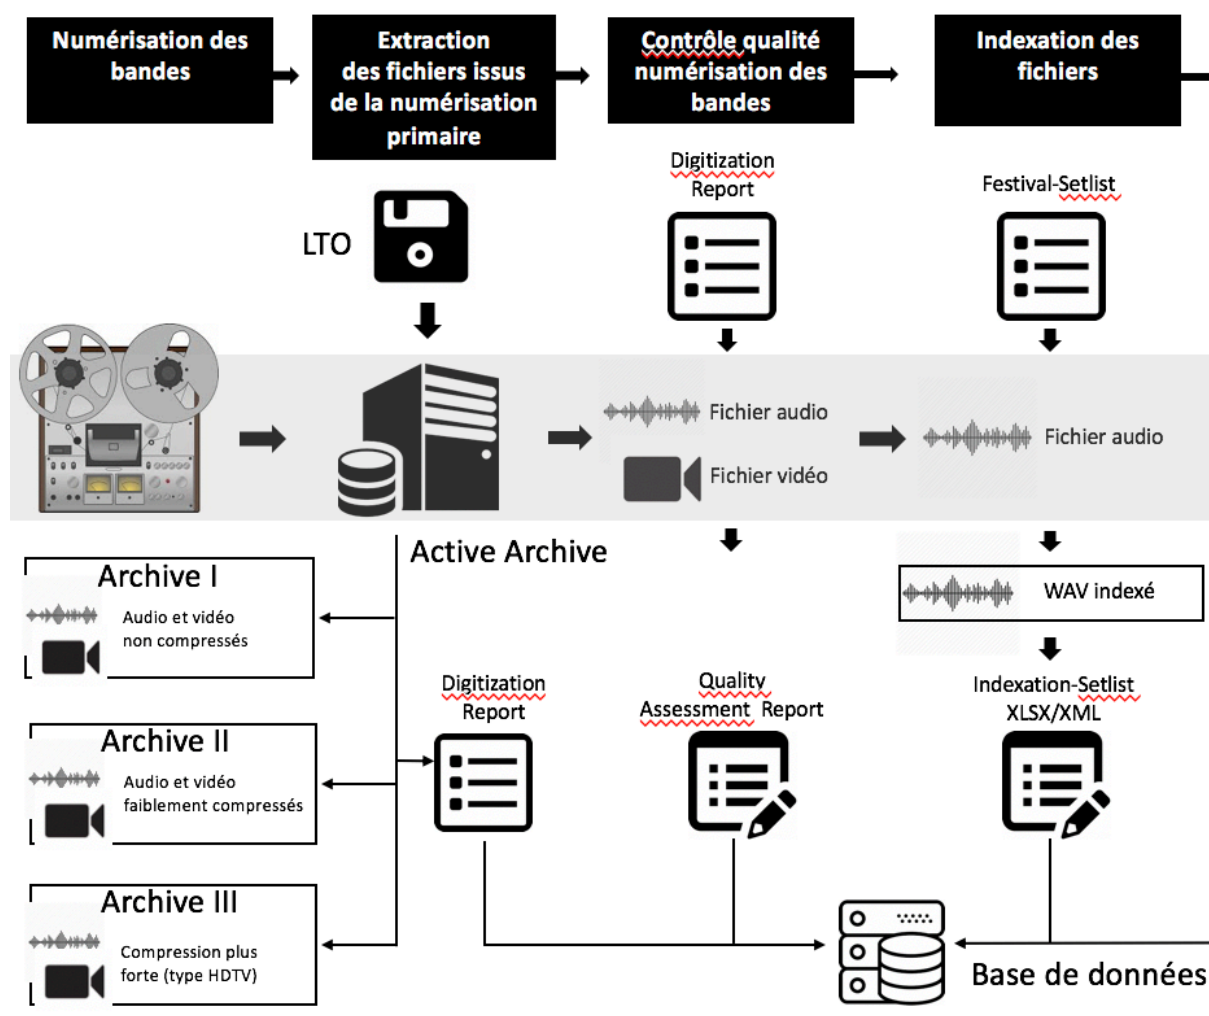 Numérisation des
bandes
Extraction
des fichiers issus
de la numérisation
primaire
Contrôle qualité
numérisation des
bandes
Indexation des
fichiers
LTO
Digitization
Report
Festival-Setlist
Fichier audio
Fichier vidéo
Fichier audio
Active Archive
Archive I
Audio et vidéo
non compressés
Archive II
Audio et vidéo
faiblement compressés
Archive III
Compression plus
forte (type HDTV)
Digitization
Report
Quality
Assessment Report
WAV indexé
Indexation-Setlist
XLSX/XML
Base de données